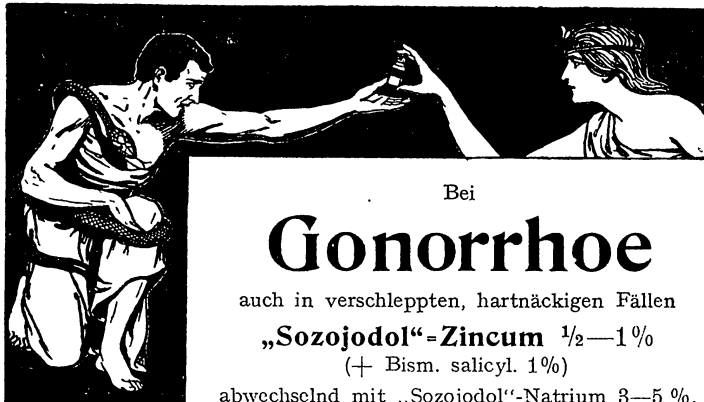 Bei
Gonorrhoe
auch in verschleppten, hartnäckigen Fällen
„Sozojodol“=Zincum ½—1%
(+ Bism. salicyl. 1%)
abwechselnd mit „Sozojodol“-Natrium 3—5%.